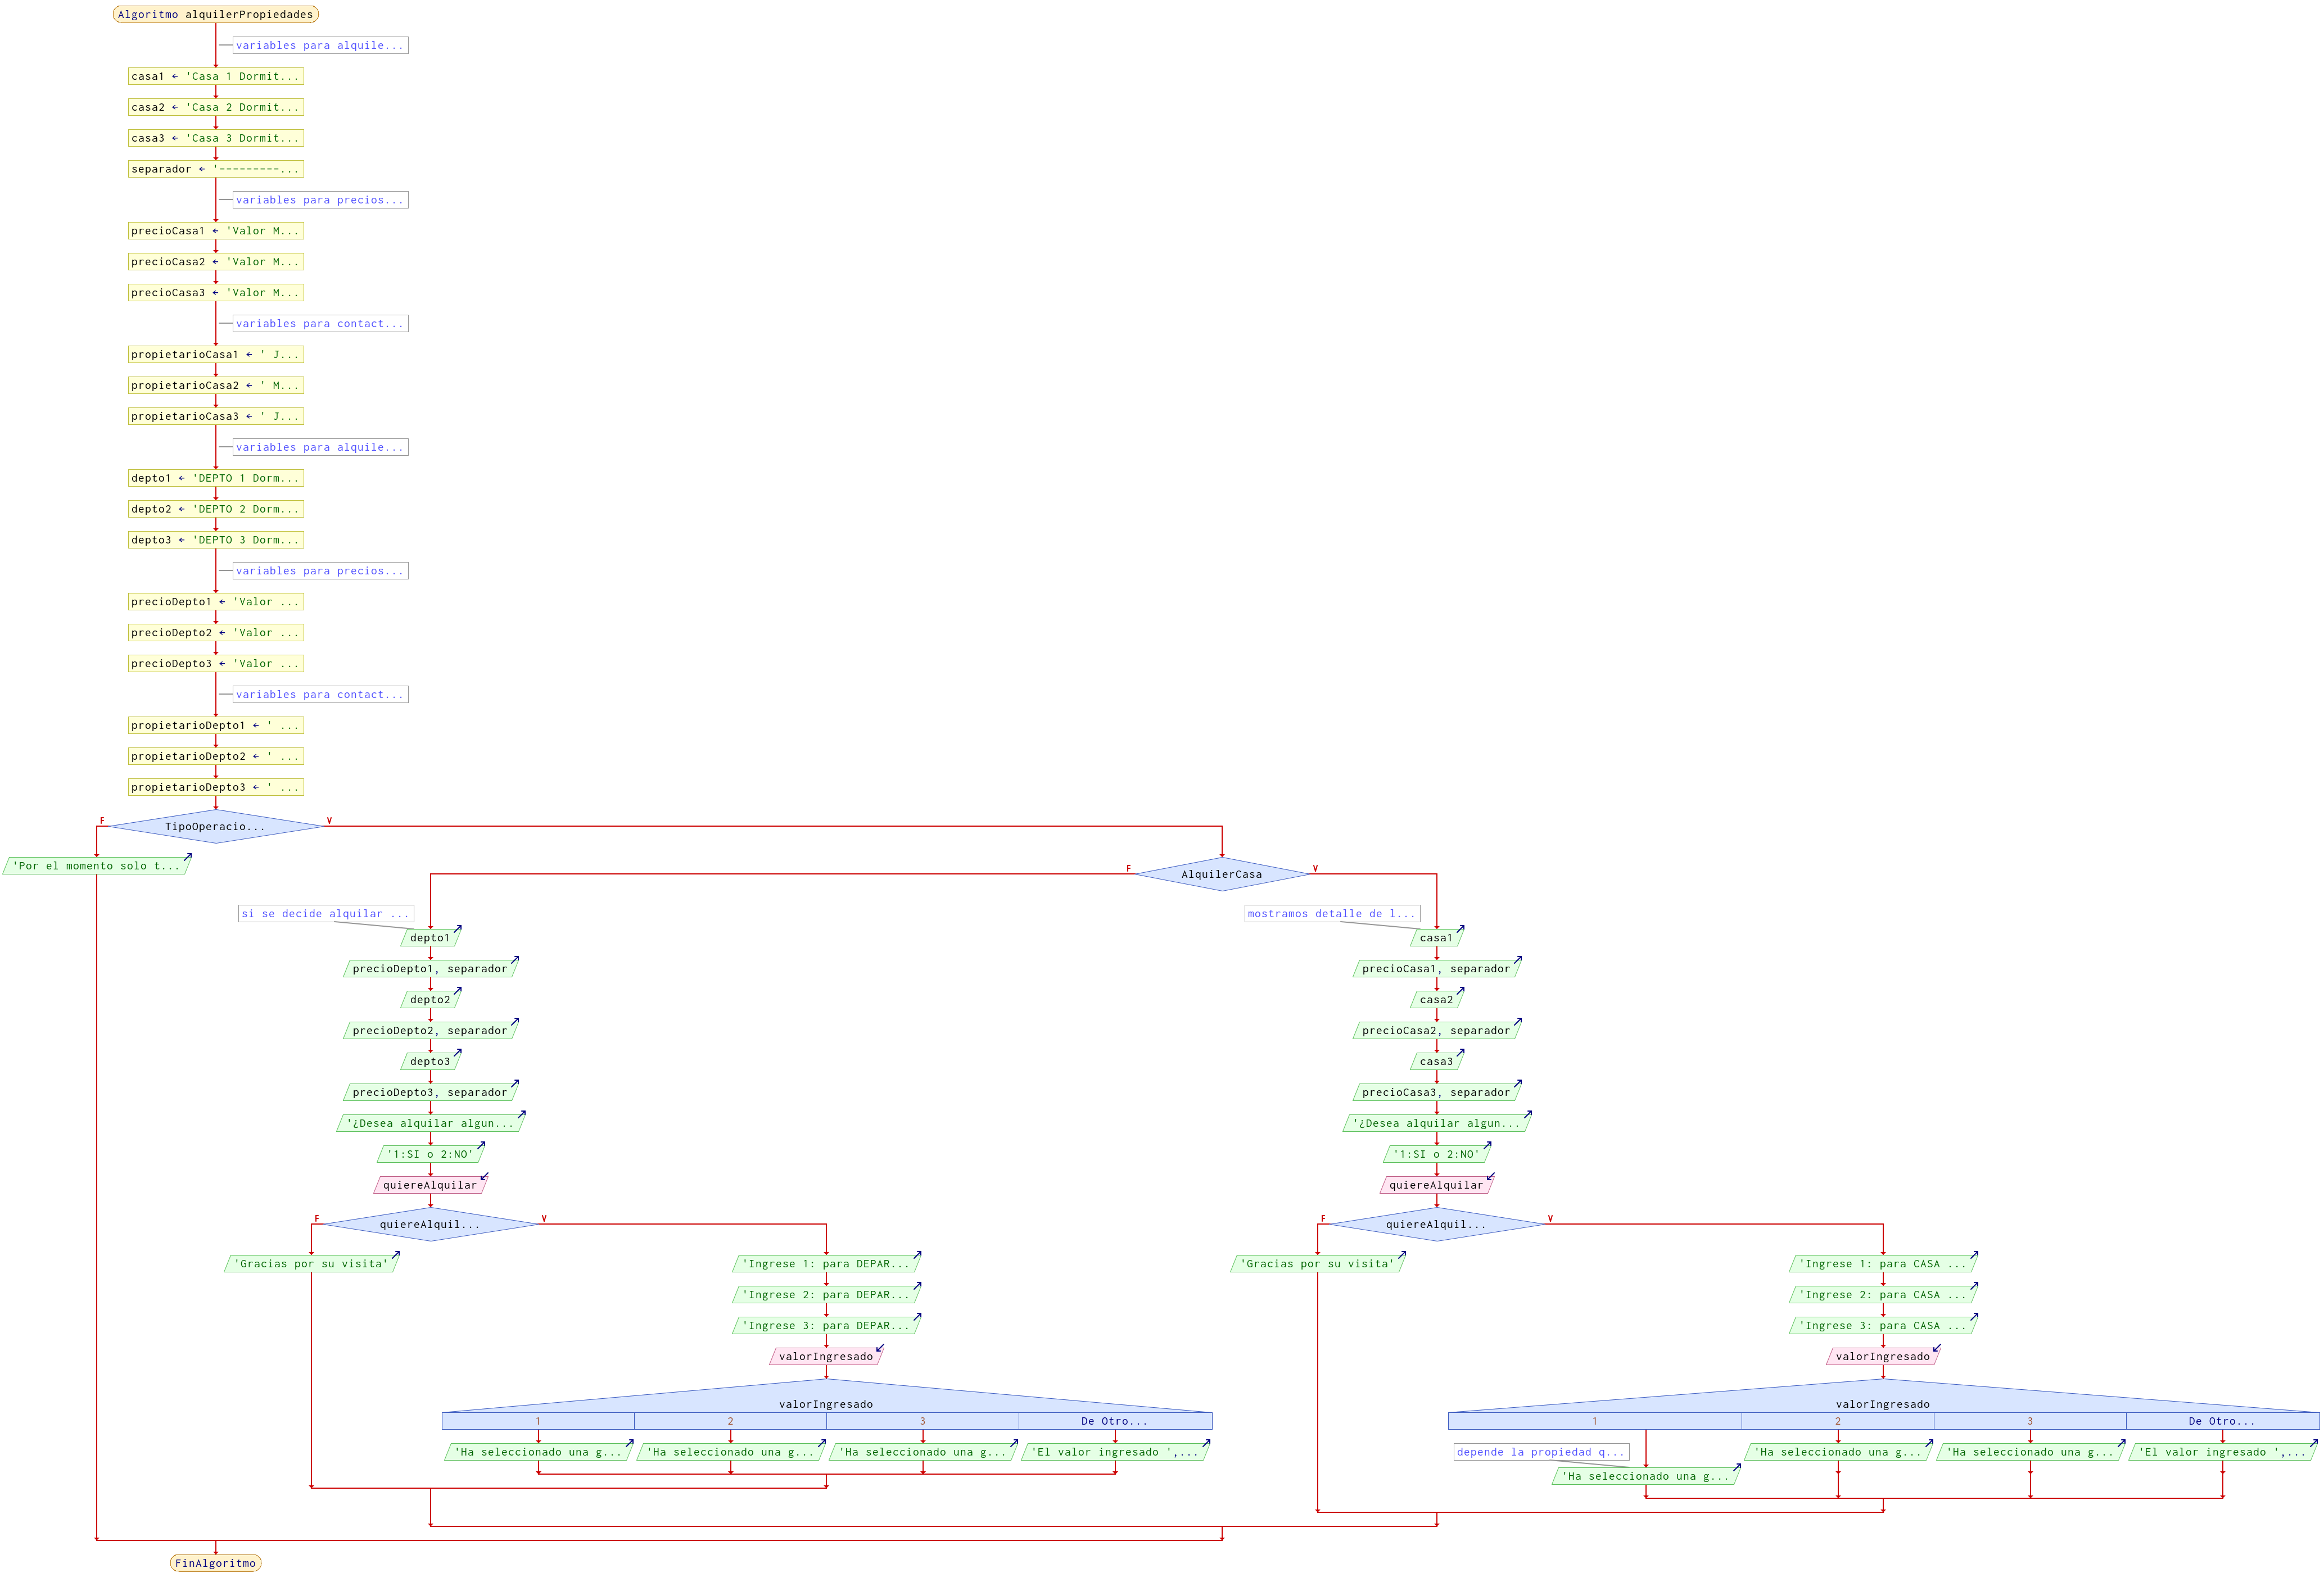 Algoritmo alquilerPropiedades
variables para alquile...
casa1 ← 'Casa 1 Dormit...
casa2 ← 'Casa 2 Dormit...
casa3 ← 'Casa 3 Dormit...
separador ← '---------...
variables para precios...
precioCasa1 ← 'Valor M...
precioCasa2 ← 'Valor M...
precioCasa3 ← 'Valor M...
variables para contact...
propietarioCasa1 ← ' J...
propietarioCasa2 ← ' M...
propietarioCasa3 ← ' J...
variables para alquile...
depto1 ← 'DEPTO 1 Dorm...
depto2 ← 'DEPTO 2 Dorm...
depto3 ← 'DEPTO 3 Dorm...
variables para precios...
precioDepto1 ← 'Valor ...
precioDepto2 ← 'Valor ...
precioDepto3 ← 'Valor ...
variables para contact...
propietarioDepto1 ← ' ...
propietarioDepto2 ← ' ...
propietarioDepto3 ← ' ...
F
TipoOperacio...
V
'Por el momento solo t...
F
AlquilerCasa
V
si se decide alquilar ...
depto1
precioDepto1, separador
depto2
precioDepto2, separador
depto3
precioDepto3, separador
'¿Desea alquilar algun...
'1:SI o 2:NO'
quiereAlquilar
F
quiereAlquil...
V
'Gracias por su visita'
'Ingrese 1: para DEPAR...
'Ingrese 2: para DEPAR...
'Ingrese 3: para DEPAR...
valorIngresado
valorIngresado
1
2
3
De Otro...
'Ha seleccionado una g...
'Ha seleccionado una g...
'Ha seleccionado una g...
'El valor ingresado ',...
mostramos detalle de l...
casa1
precioCasa1, separador
casa2
precioCasa2, separador
casa3
precioCasa3, separador
'¿Desea alquilar algun...
'1:SI o 2:NO'
quiereAlquilar
F
quiereAlquil...
V
'Gracias por su visita'
'Ingrese 1: para CASA ...
'Ingrese 2: para CASA ...
'Ingrese 3: para CASA ...
valorIngresado
valorIngresado
1
2
3
De Otro...
depende la propiedad q...
'Ha seleccionado una g...
'Ha seleccionado una g...
'Ha seleccionado una g...
'El valor ingresado ',...
FinAlgoritmo